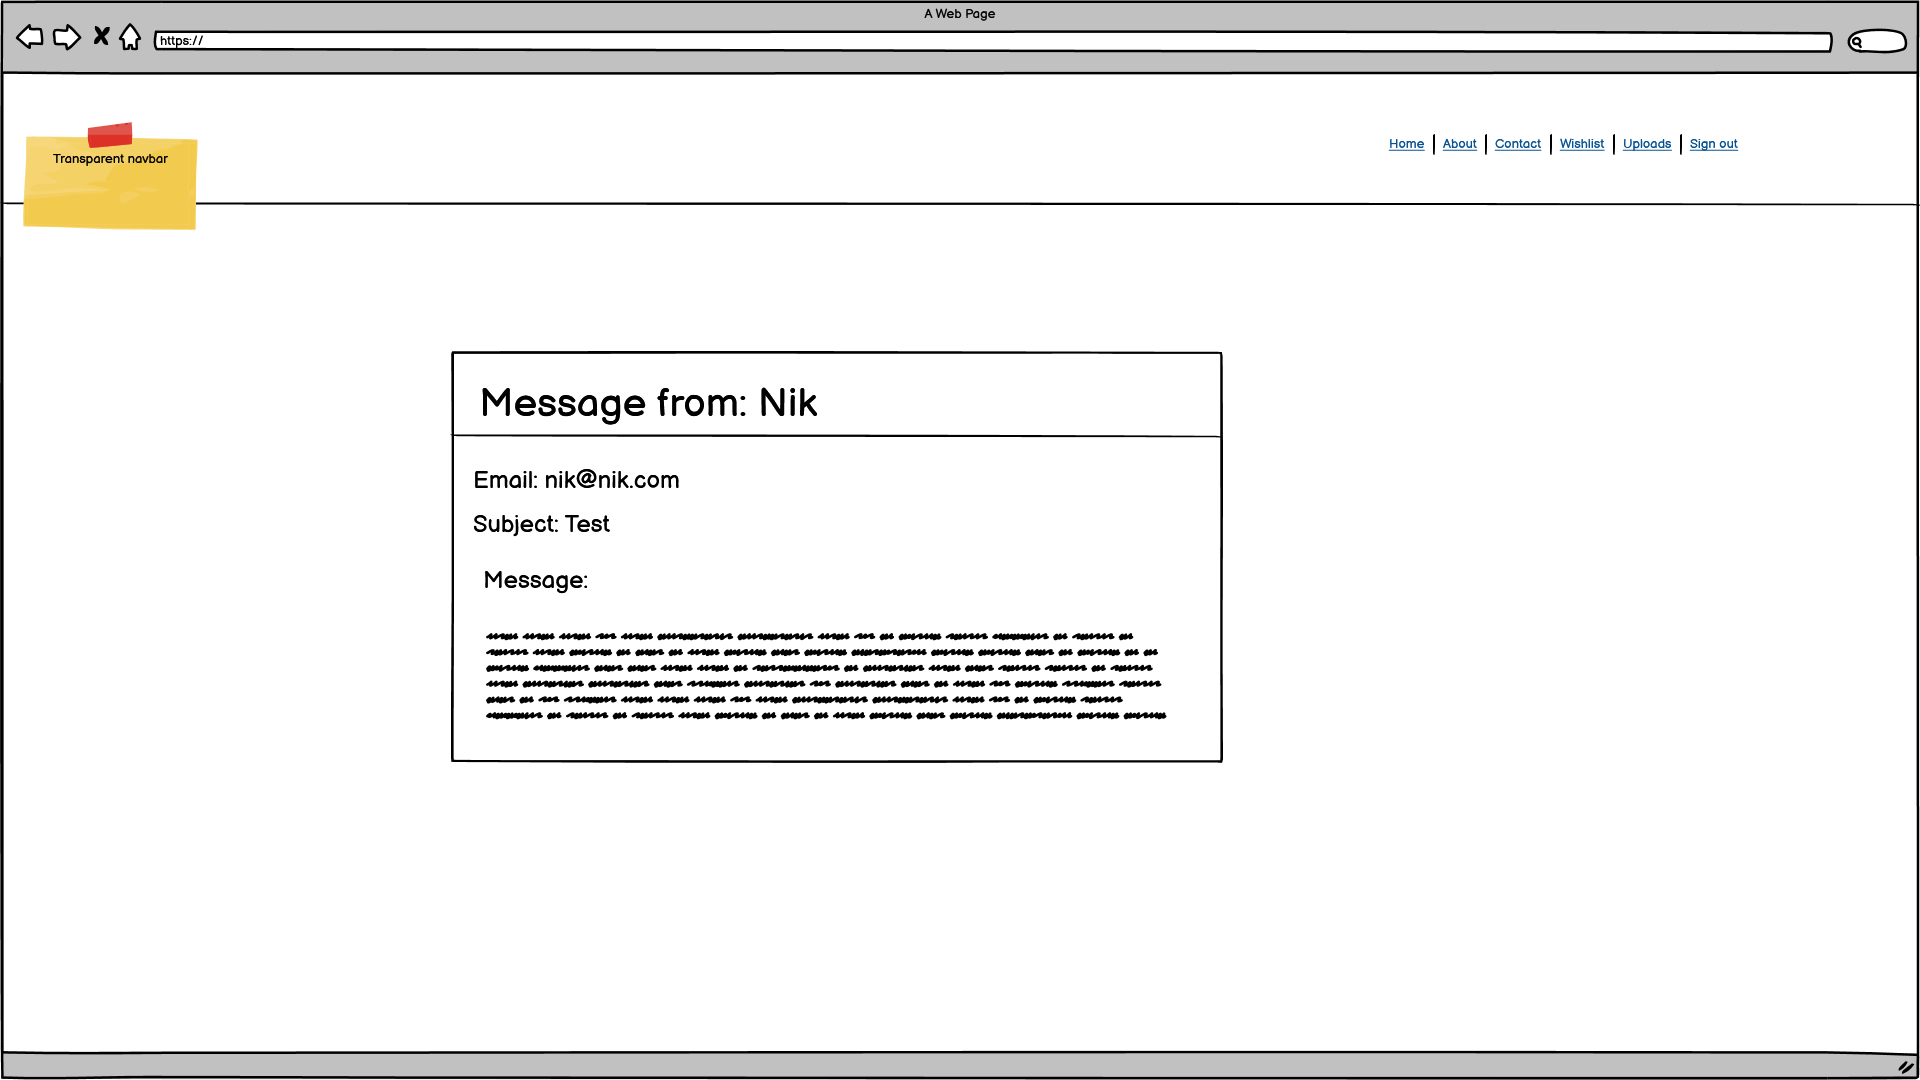 A Web Page
https://
Transparent navbar
Home About Contact Wishlist Uploads Sign out
Message from: Nik
Email: nik@nik.com
Subject: Test
Message: